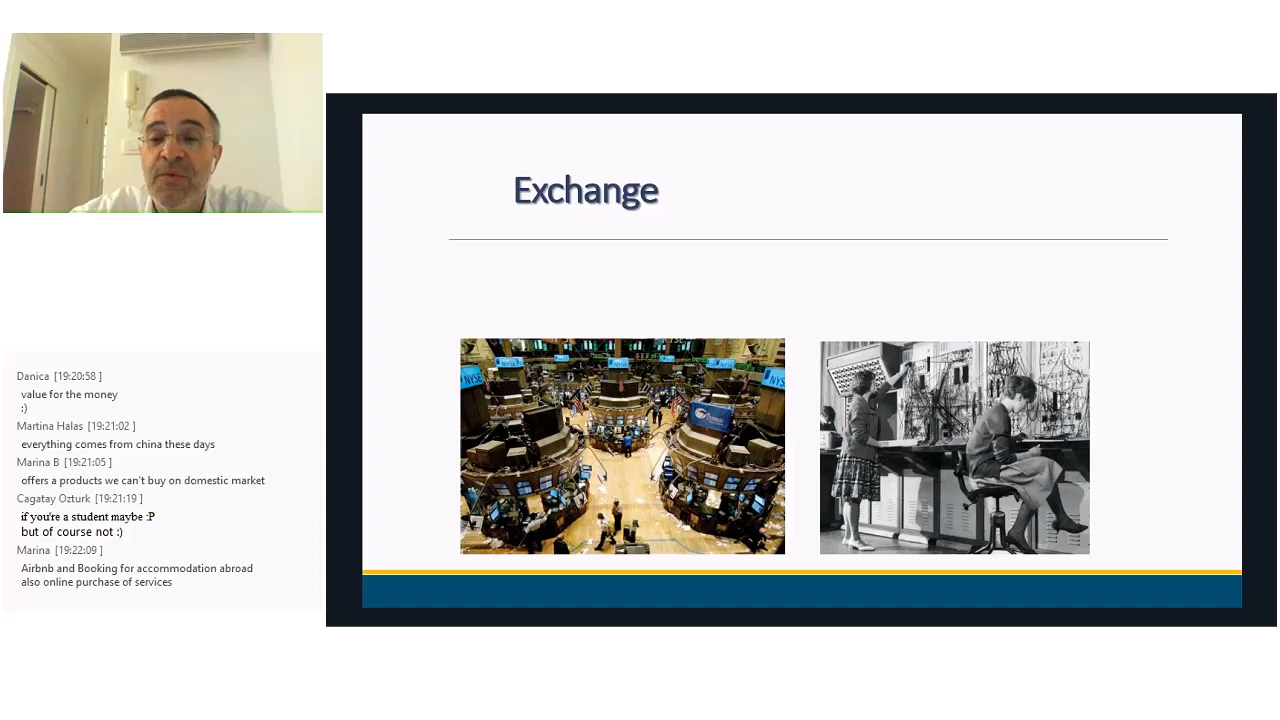 Danica [19:20:58 ]
value for the money
:)
Martina Halas [19:21:02 ]
everything comes from china these days
Marina B [19:21:05 ]
offers a products we can't buy on domestic market
Cagatay Ozturk [19:21:19 ]
if you're a student maybe :P
but of course not :)
Marina [19:22:09 ]
Airbnb and Booking for accommodation abroad
also online purchase of services
Exchange
NYSE
NYSE
NYSE